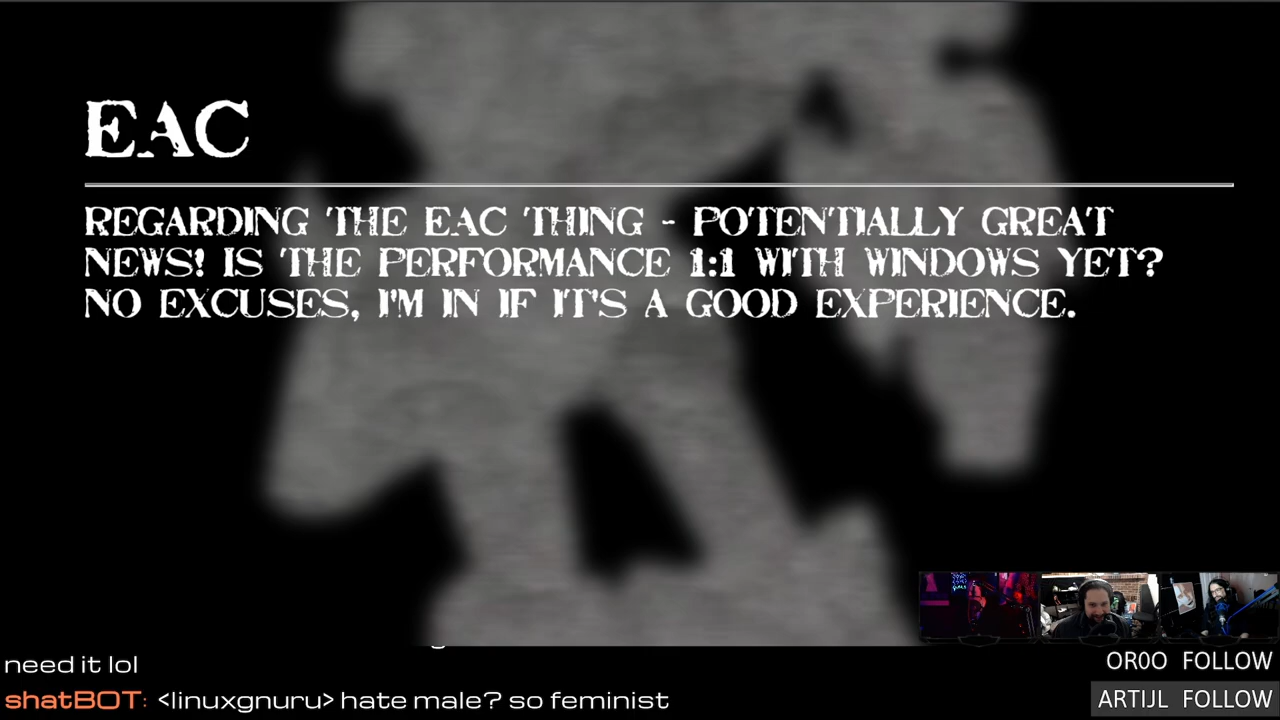 EAC
REGARDING THE EAC THING - POTENTIALLY GREAT
NEWS! IS THE PERFORMANCE 1:1 WITH WINDOWS YET?
NO EXCUSES, I'M IN IF IT'S A GOOD EXPERIENCE.
need it lol
shatBOT: <linuxgnuru> hate male? so feminist
OR0O FOLLOW
ARTIJL FOLLOW